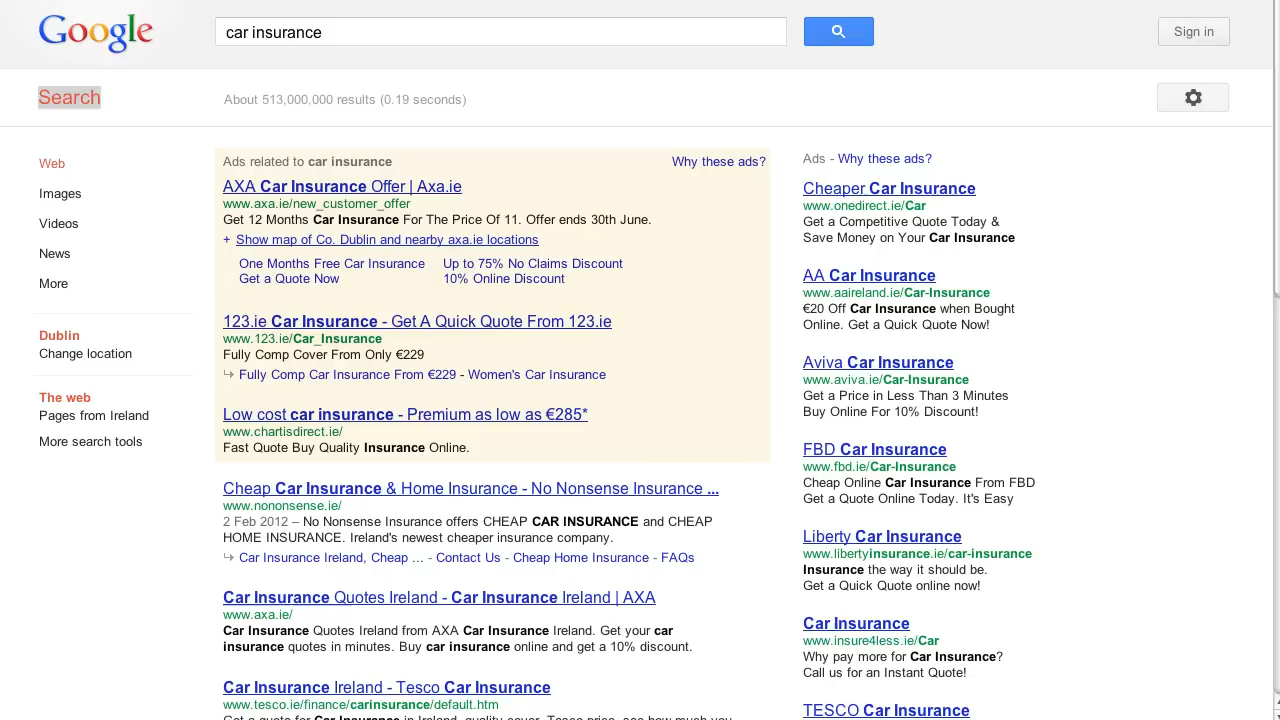 Google
car insurance
Sign in
Search
About 513,000,000 results (0.19 seconds)
Web
Images
Videos
News
More
Dublin
Change location
The web
Pages from Ireland
More search tools
Ads related to car insurance
Why these ads?
AXA Car Insurance Offer | Axa.ie
www.axa.ie/new_customer_offer
Get 12 Months Car Insurance For The Price Of 11. Offer ends 30th June.
+ Show map of Co. Dublin and nearby axa.ie locations
One Months Free Car Insurance Up to 75% No Claims Discount
Get a Quote Now 10% Online Discount
123.ie Car Insurance - Get A Quick Quote From 123.ie
www.123.ie/Car_Insurance
Fully Comp Cover From Only €229
Fully Comp Car Insurance From €229 - Women's Car Insurance
Low cost car insurance - Premium as low as €285*
www.chartisdirect.ie/
Fast Quote Buy Quality Insurance Online.
Cheap Car Insurance & Home Insurance - No Nonsense Insurance ...
www.nononsense.ie/
2 Feb 2012 – No Nonsense Insurance offers CHEAP CAR INSURANCE and CHEAP
HOME INSURANCE. Ireland's newest cheaper insurance company.
Car Insurance Ireland, Cheap ... - Contact Us - Cheap Home Insurance - FAQs
Car Insurance Quotes Ireland - Car Insurance Ireland | AXA
www.axa.ie/
Car Insurance Quotes Ireland from AXA Car Insurance Ireland. Get your car
insurance quotes in minutes. Buy car insurance online and get a 10% discount.
Car Insurance Ireland - Tesco Car Insurance
www.tesco.ie/finance/carinsurance/default.htm
Get a quote for Car Insurance in Ireland, quality cover, Tesco price, see how much you
Ads - Why these ads?
Cheaper Car Insurance
www.onedirect.ie/Car
Get a Competitive Quote Today &
Save Money on Your Car Insurance
AA Car Insurance
www.aaireland.ie/Car-Insurance
€20 Off Car Insurance when Bought
Online. Get a Quick Quote Now!
Aviva Car Insurance
www.aviva.ie/Car-Insurance
Get a Price in Less Than 3 Minutes
Buy Online For 10% Discount!
FBD Car Insurance
www.fbd.ie/Car-Insurance
Cheap Online Car Insurance From FBD
Get a Quote Online Today. It's Easy
Liberty Car Insurance
www.libertyinsurance.ie/car-insurance
Insurance the way it should be.
Get a Quick Quote online now!
Car Insurance
www.insure4less.ie/Car
Why pay more for Car Insurance?
Call us for an Instant Quote!
TESCO Car Insurance